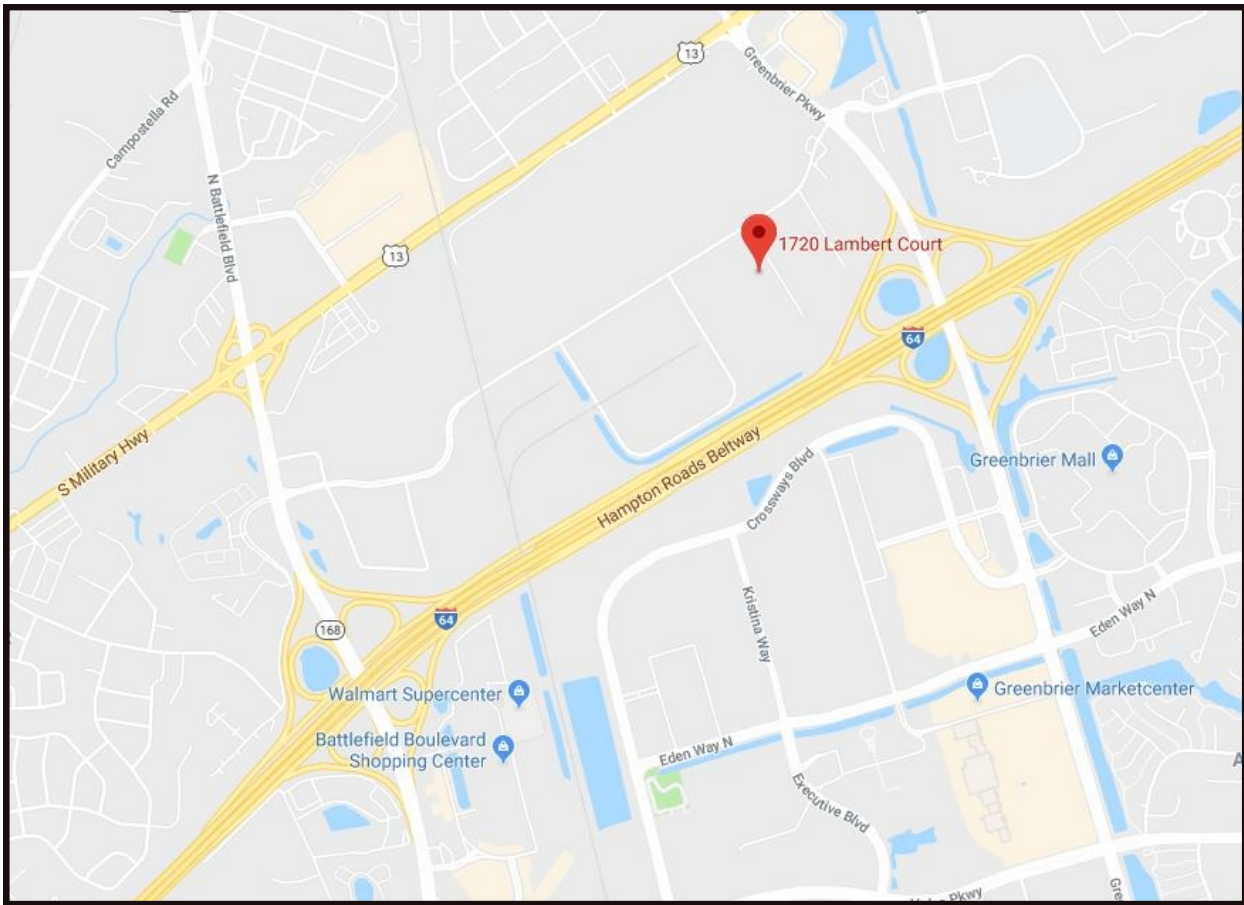 13
Greenbrier Pkwy
Campostella Rd
N Battlefield Blvd
1720 Lambert Court
13
64
S Military Hwy
Greenbrier Mall
Hampton Roads Beltway
Crossways Blvd
Kristina Way
Eden Way N
64
168
Walmart Supercenter
Greenbrier Marketcenter
Battlefield Boulevard
Shopping Center
Eden Way N
Executive Blvd
Pkwy